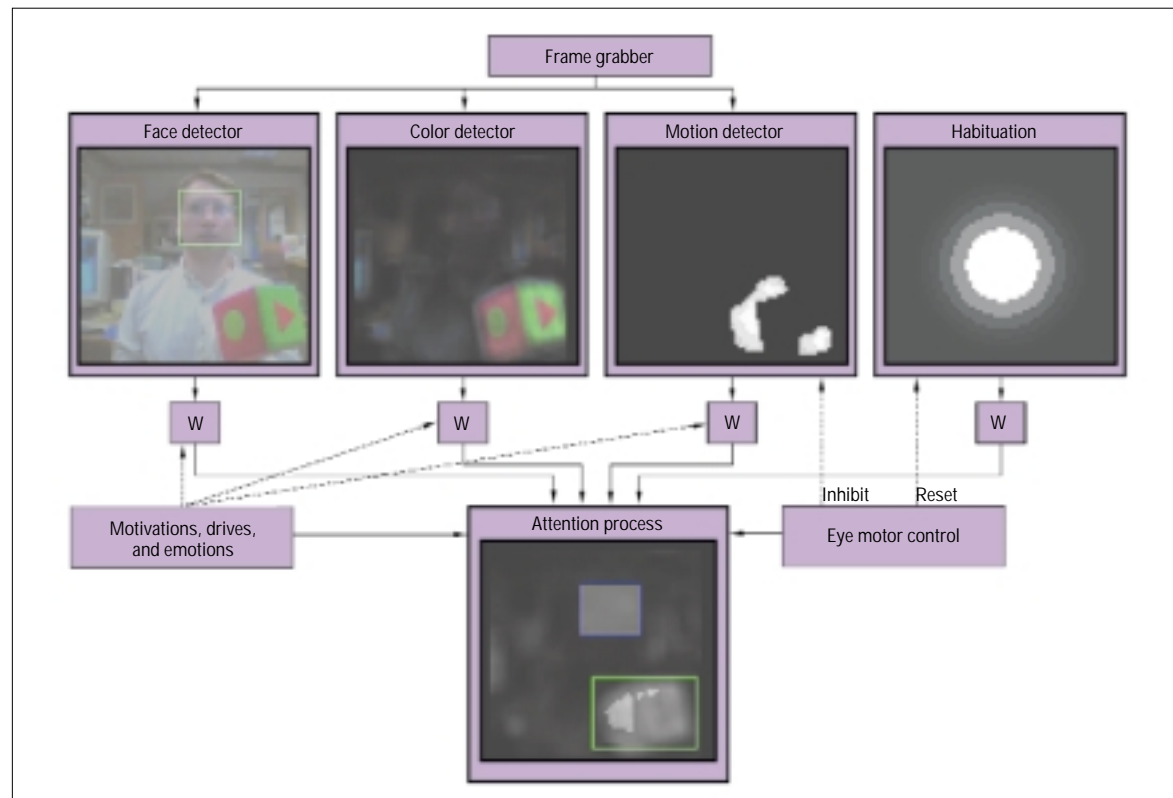 Frame grabber
Face detector
Color detector
Motion detector
Habituation
W
W
W
W
Inhibit
Reset
Motivations, drives,
and emotions
Attention process
Eye motor control